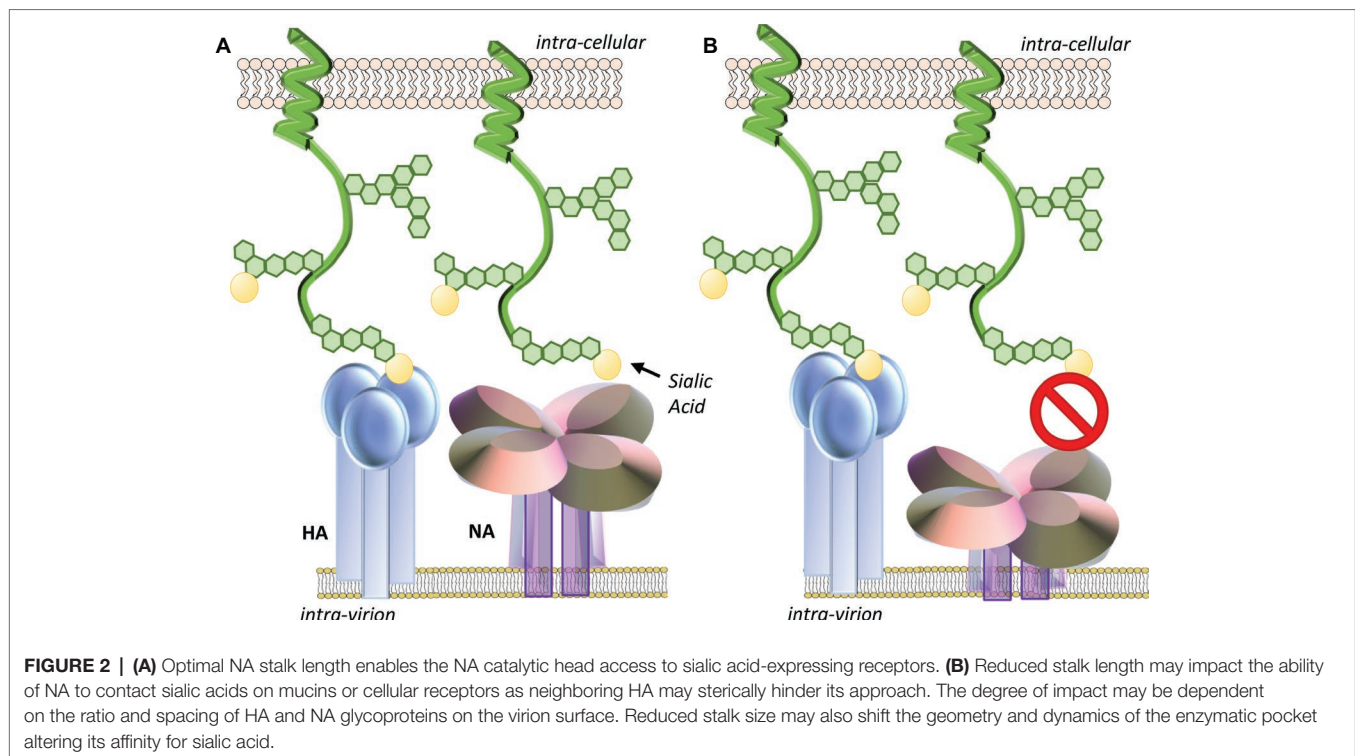 A
intra-cellular
Sialic
Acid
HA
NA
intra-virion
B
intra-cellular
intra-virion
FIGURE 2 | (A) Optimal NA stalk length enables the NA catalytic head access to sialic acid-expressing receptors. (B) Reduced stalk length may impact the ability
of NA to contact sialic acids on mucins or cellular receptors as neighboring HA may sterically hinder its approach. The degree of impact may be dependent
on the ratio and spacing of HA and NA glycoproteins on the virion surface. Reduced stalk size may also shift the geometry and dynamics of the enzymatic pocket
altering its affinity for sialic acid.